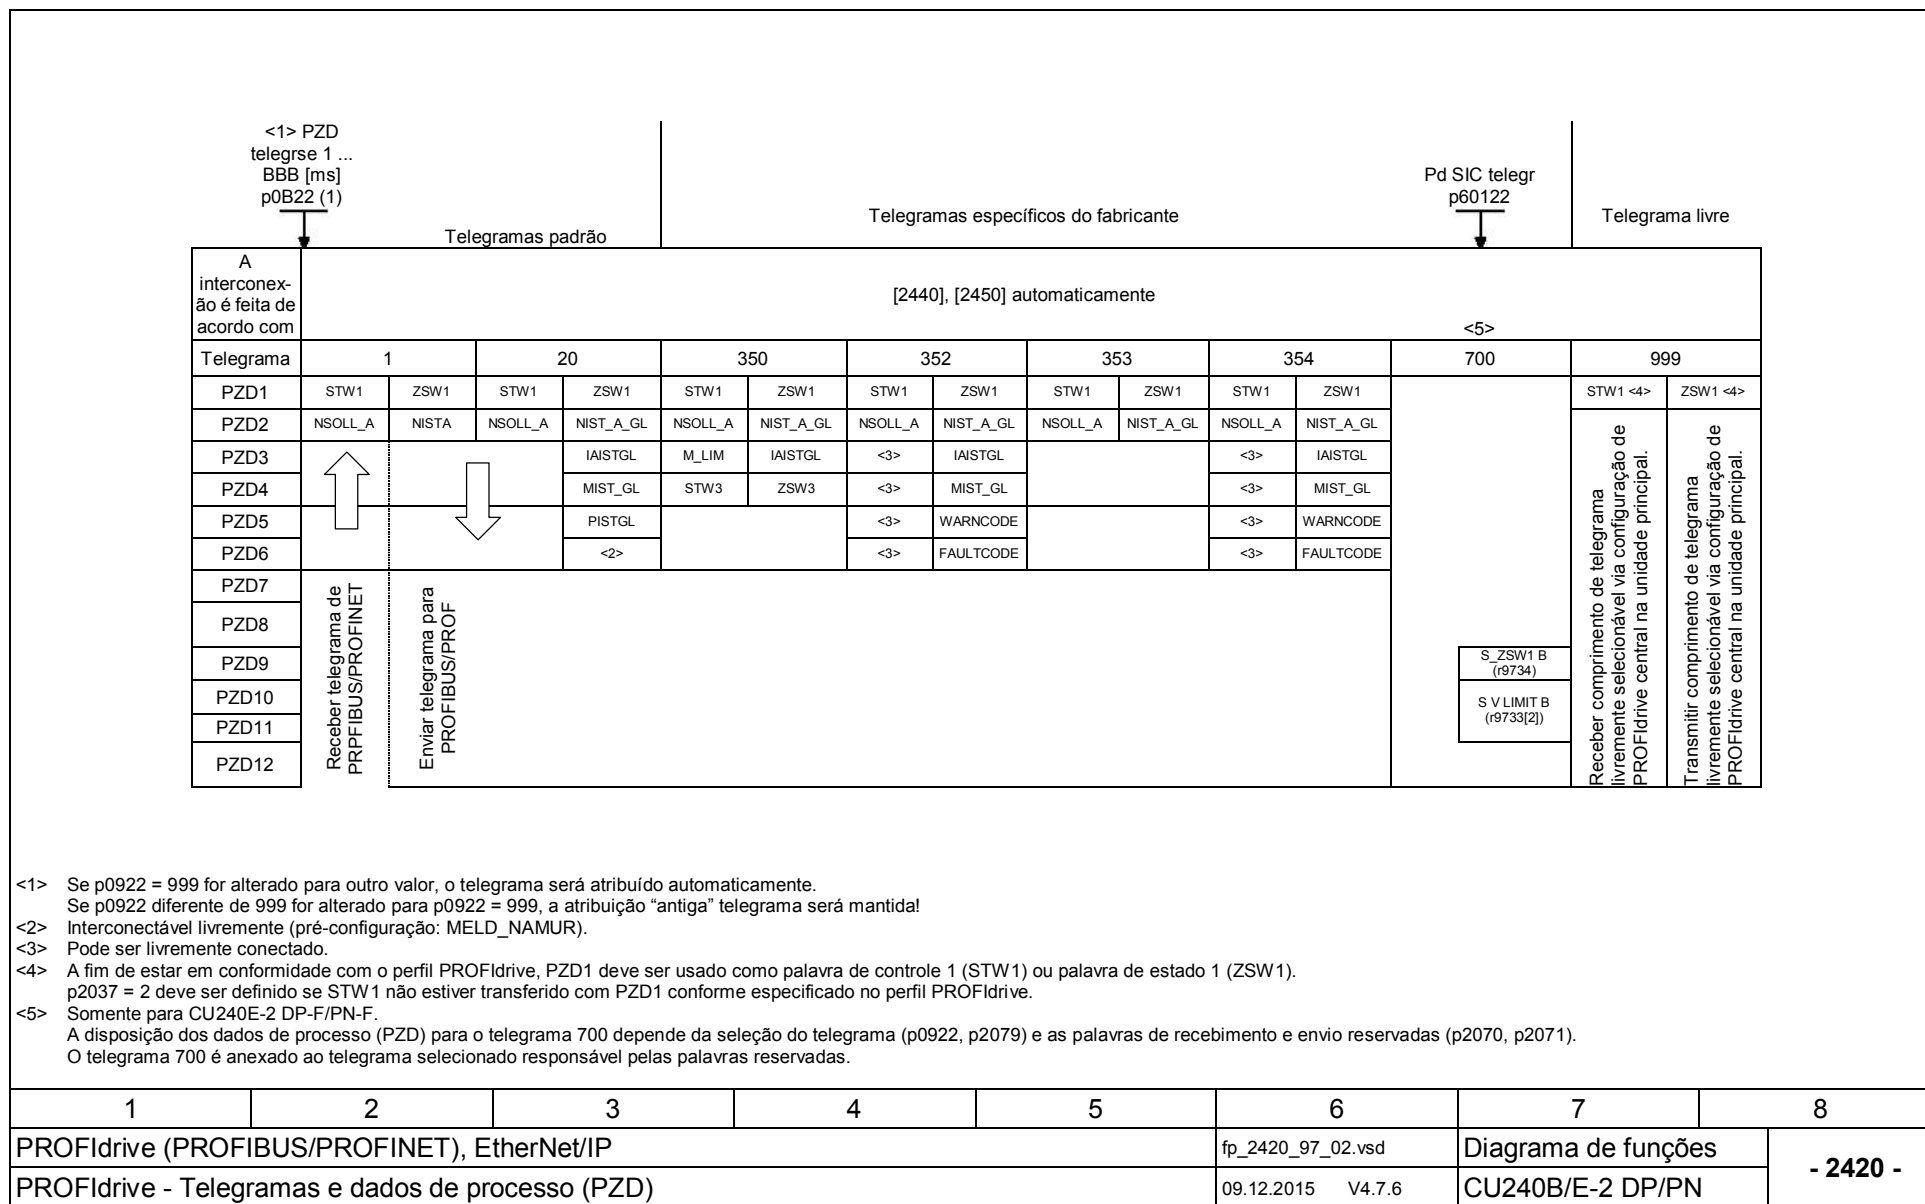 <1> PZD
telegrse 1 ...
BBB [ms]
p0B22 (1)
Telegramas padrão
Telegramas específicos do fabricante
Pd SIC telegr
p60122
Telegrama livre
A
interconex-
ão é feita de
acordo com
[2440], [2450] automaticamente
<5>
Telegrama 1 20 350 352 353 354 700 999
PZD1 STW1 ZSW1 STW1 ZSW1 STW1 ZSW1 STW1 ZSW1 STW1 ZSW1 STW1 ZSW1 STW1 <4> ZSW1 <4>
PZD2 NSOLL_A NISTA NSOLL_A NIST_A_GL NSOLL_A NIST_A_GL NSOLL_A NIST_A_GL NSOLL_A NIST_A_GL NSOLL_A NIST_A_GL
PZD3 IAISTGL M_LIM IAISTGL <3> IAISTGL <3> IAISTGL
PZD4 MIST_GL STW3 ZSW3 <3> MIST_GL <3> MIST_GL
PZD5 PISTGL <3> WARNCODE <3> WARNCODE
PZD6 <2> <3> FAULTCODE <3> FAULTCODE
PZD7
PZD8
PZD9 S_ZSW1 B
(r9734)
PZD10 S V LIMIT B
(r9733[2])
PZD11
PZD12
Receber telegrama de
PRPFIBUS/PROFINET
Enviar telegrama para
PROFIBUS/PROF
Receber comprimento de telegrama
livremente selecionável via configuração de
PROFIdrive central na unidade principal.
Transmitir comprimento de telegrama
livremente selecionável via configuração de
PROFIdrive central na unidade principal.
<1> Se p0922 = 999 for alterado para outro valor, o telegrama será atribuído automaticamente.
Se p0922 diferente de 999 for alterado para p0922 = 999, a atribuição “antiga” telegrama será mantida!
<2> Interconectável livremente (pré-configuração: MELD_NAMUR).
<3> Pode ser livremente conectado.
<4> A fim de estar em conformidade com o perfil PROFIdrive, PZD1 deve ser usado como palavra de controle 1 (STW1) ou palavra de estado 1 (ZSW1).
p2037 = 2 deve ser definido se STW1 não estiver transferido com PZD1 conforme especificado no perfil PROFIdrive.
<5> Somente para CU240E-2 DP-F/PN-F.
A disposição dos dados de processo (PZD) para o telegrama 700 depende da seleção do telegrama (p0922, p2079) e as palavras de recebimento e envio reservadas (p2070, p2071).
O telegrama 700 é anexado ao telegrama selecionado responsável pelas palavras reservadas.
1 2 3 4 5 6 7 8
PROFIdrive (PROFIBUS/PROFINET), EtherNet/IP fp_2420_97_02.vsd Diagrama de funções
- 2420 -
PROFIdrive - Telegramas e dados de processo (PZD) 09.12.2015 V4.7.6 CU240B/E-2 DP/PN